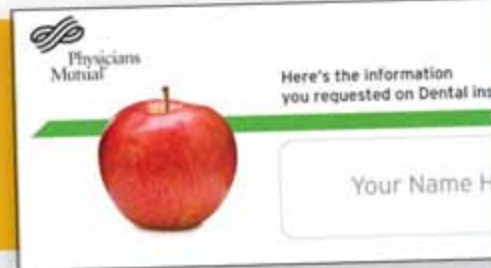 Physicians
Mutual
Here's the information
you requested on Dental ins
Your Name H